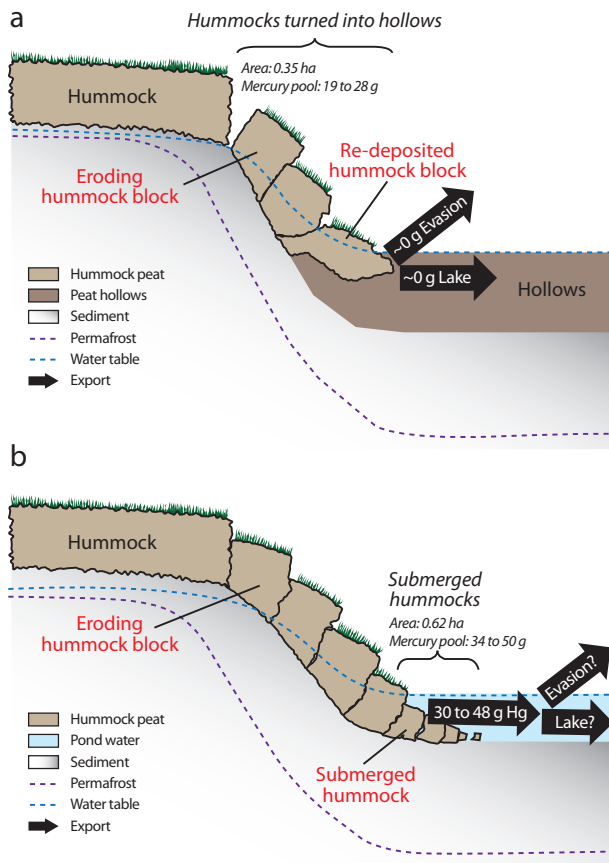 a
Hummocks turned into hollows
Area: 0.35 ha
Mercury pool: 19 to 28 g
Hummock
Eroding
hummock block
Re-deposited
hummock block
~0 g Evasion
~0 g Lake
Hollows
Hummock peat
Peat hollows
Sediment
Permafrost
Water table
Export
b
Hummock
Eroding
hummock block
Submerged
hummocks
Area: 0.62 ha
Mercury pool: 34 to 50 g
30 to 48 g Hg
Evasion?
Lake?
Submerged
hummock
Hummock peat
Pond water
Sediment
Permafrost
Water table
Export